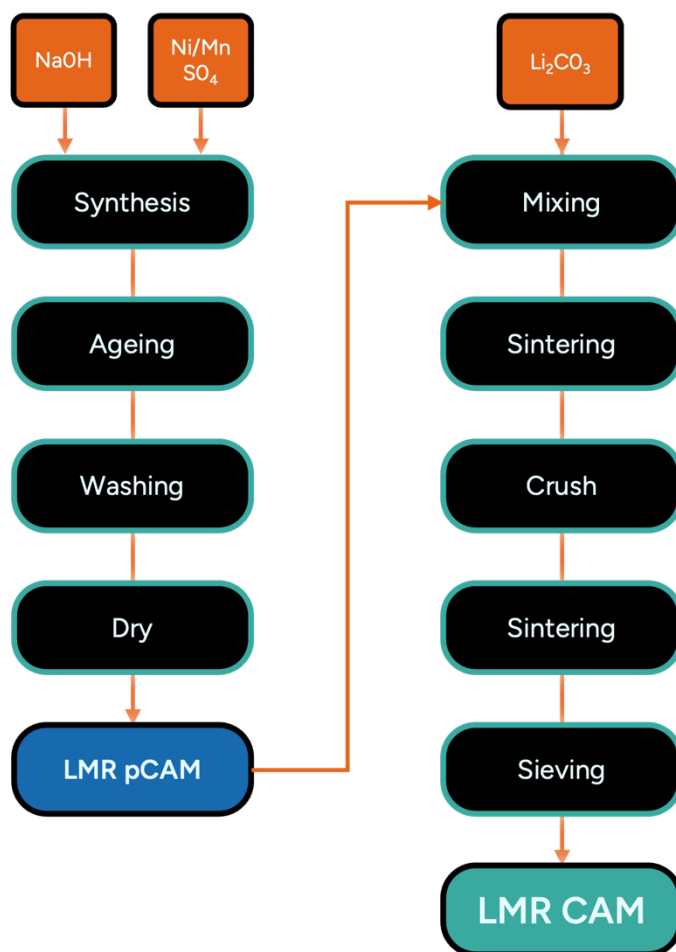 NaOH
Ni/Mn
SO₄
Synthesis
Ageing
Washing
Dry
LMR pCAM
Li₂CO₃
Mixing
Sintering
Crush
Sintering
Sieving
LMR CAM